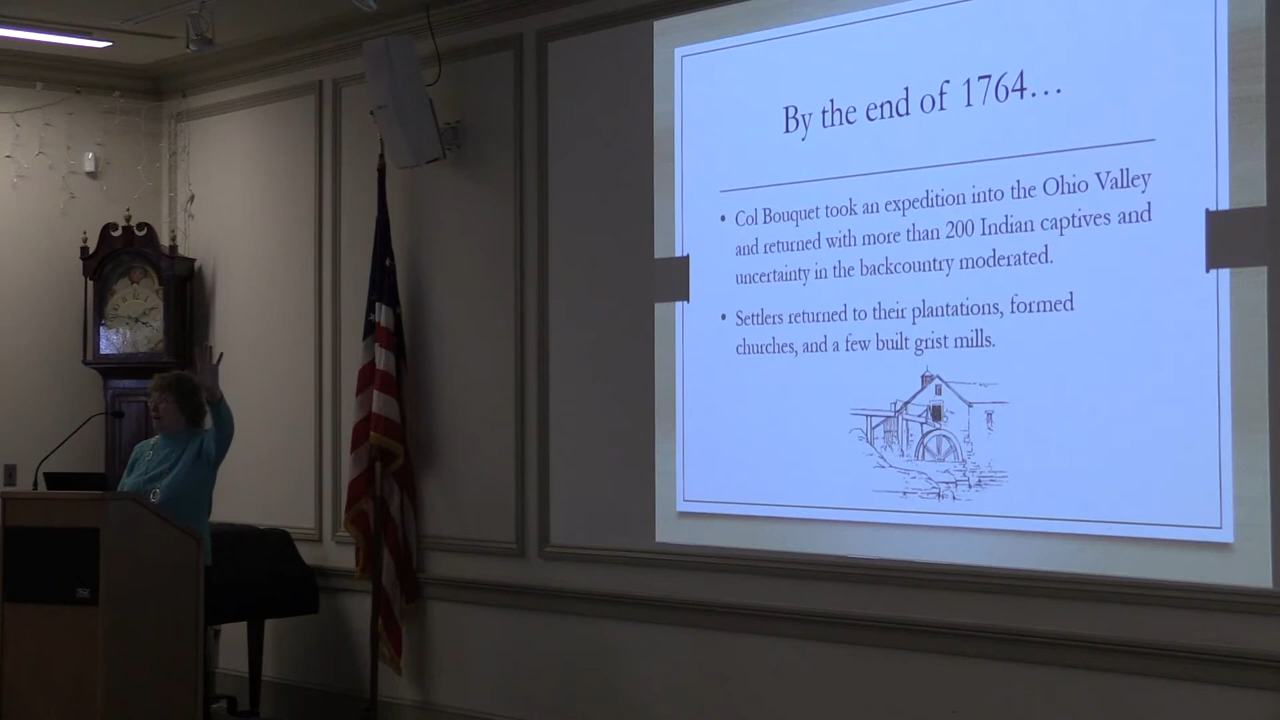 By the end of 1764...
• Col Bouquet took an expedition into the Ohio Valley
and returned with more than 200 Indian captives and
uncertainty in the backcountry moderated.
• Settlers returned to their plantations, formed
churches, and a few built grist mills.